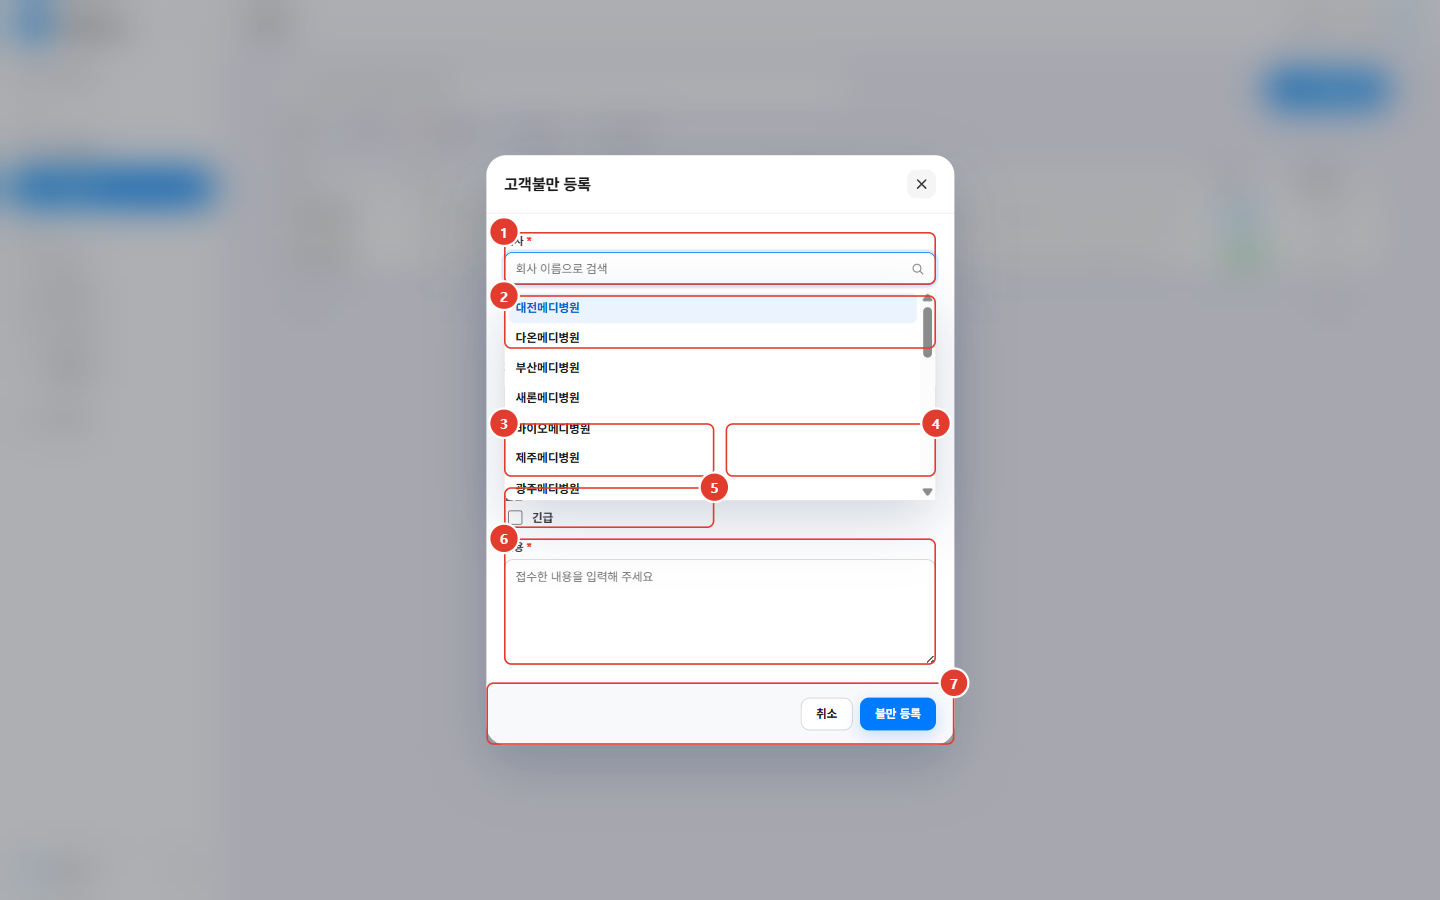 고객불만 등록
1
사 *
회사 이름으로 검색
2
대전메디병원
다온메디병원
부산메디병원
새론메디병원
3
바이오메디병원
4
제주메디병원
광주메디병원
5
긴급
6
용 *
접수한 내용을 입력해 주세요
7
취소
불만 등록